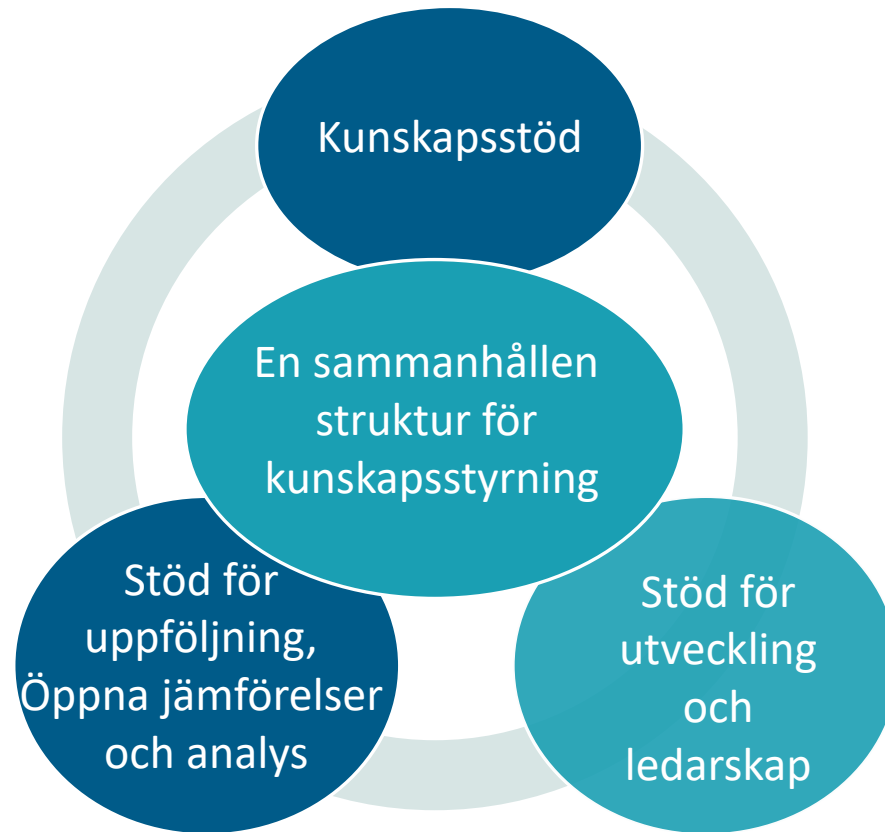 Kunskapsstöd
En sammanhållen
struktur för
kunskapsstyrning
Stöd för
uppföljning,
Öppna jämförelser
och analys
Stöd för
utveckling
och
ledarskap